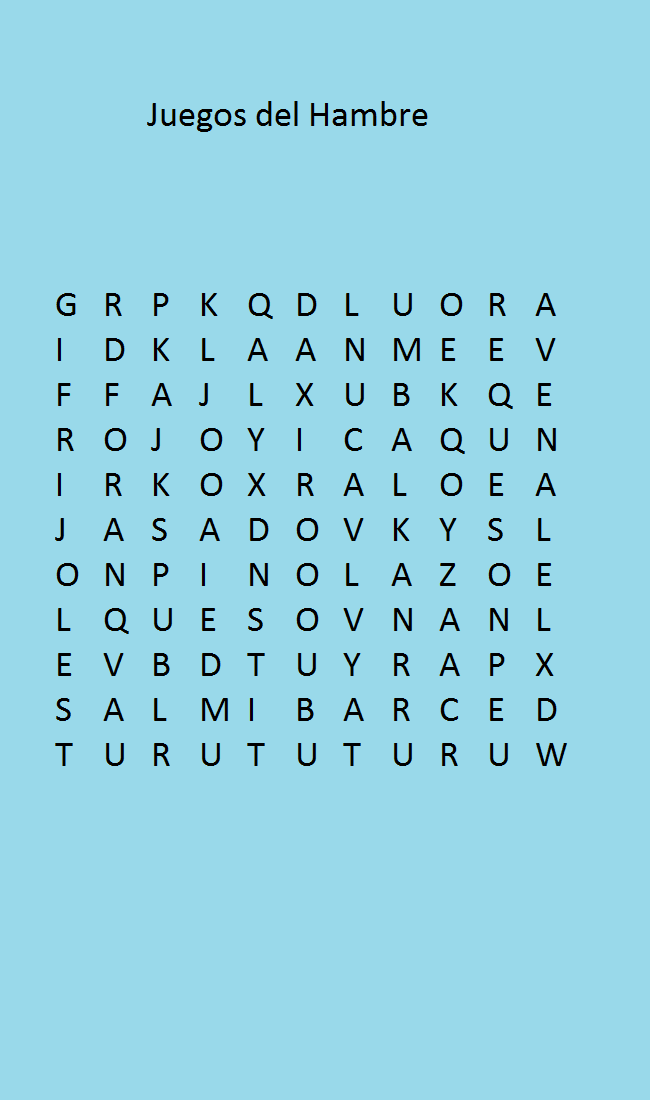 Juegos del Hambre
G R P K Q D L U O R A
I D K L A A N M E E V
F F A J L X U B K Q E
R O J O Y I C A Q U N
I R K O X R A L O E A
J A S A D O V K Y S L
O N P I N O L A Z O E
L Q U E S O V N A N L
E V B D T U Y R A P X
S A L M I B A R C E D
T U R U T U T U R U W